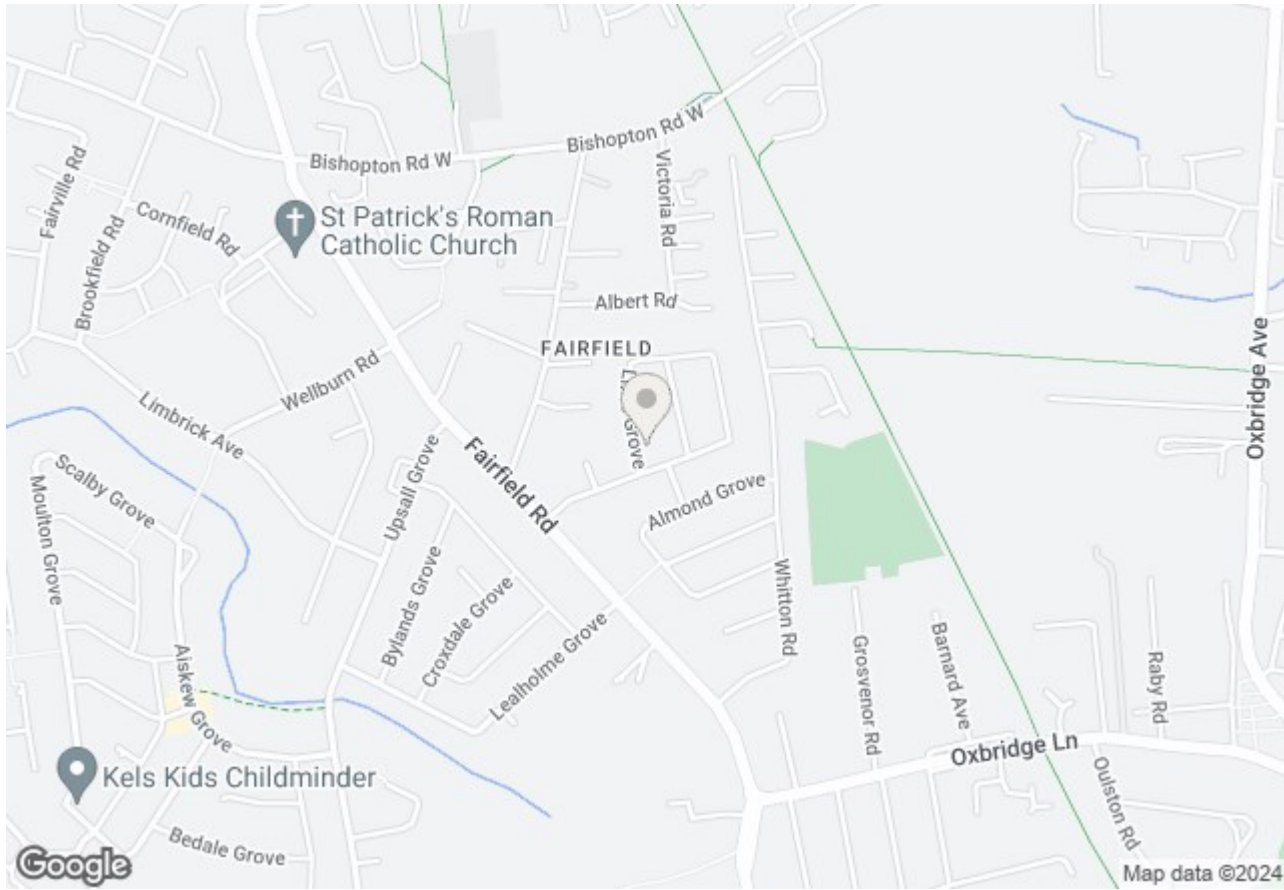 Bishopton Rd W
Bishopton Rd W
Fairville Rd
Cornfield Rd
Brookfield Rd
St Patrick's Roman
Catholic Church
Victoria Rd
Albert Rd
FAIRFIELD
Oxbridge Ave
Wellburn Rd
Limbrick Ave
Grove
Scalby Grove
Moulton Grove
Upsall Grove
Fairfield Rd
Almond Grove
Bylands Grove
Croxdale Grove
Lealholme Grove
Whitton Rd
Grosvenor Rd
Barnard Ave
Raby Rd
Aiskew Grove
Oxbridge Ln
Oulston Rd
Kels Kids Childminder
Bedale Grove
Google
Map data ©2024